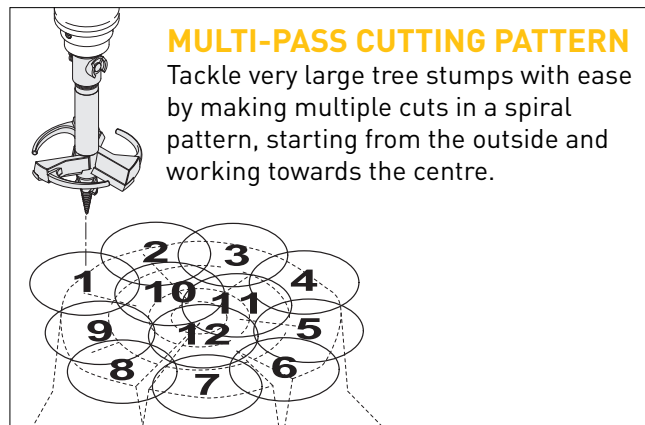 MULTI-PASS CUTTING PATTERN
Tackle very large tree stumps with ease
by making multiple cuts in a spiral
pattern, starting from the outside and
working towards the centre.
1
2
3
4
10
11
9
12
5
8
7
6